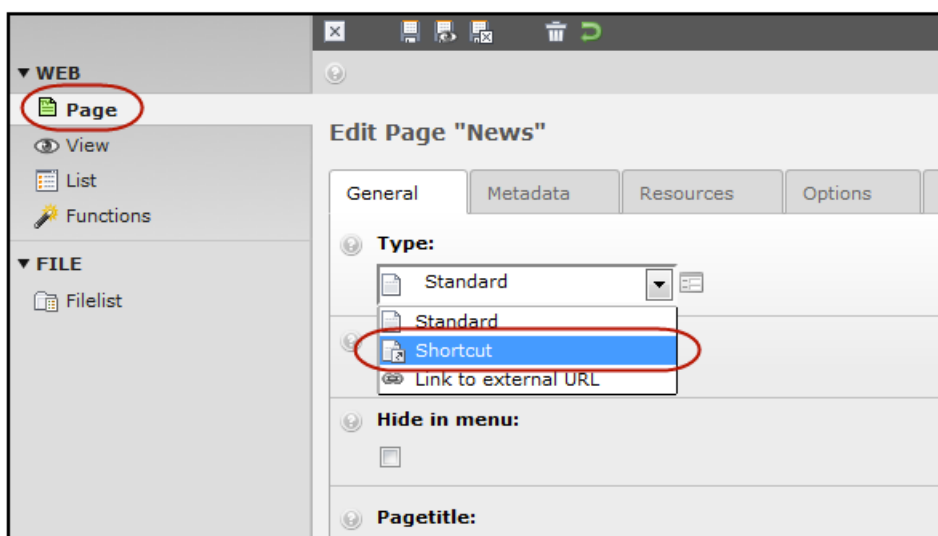 WEB
Page
View
List
Functions
FILE
Filelist
Edit Page "News"
General Metadata Resources Options
Type:
Standard
Standard
Shortcut
Link to external URL
Hide in menu:
Pagetitle: